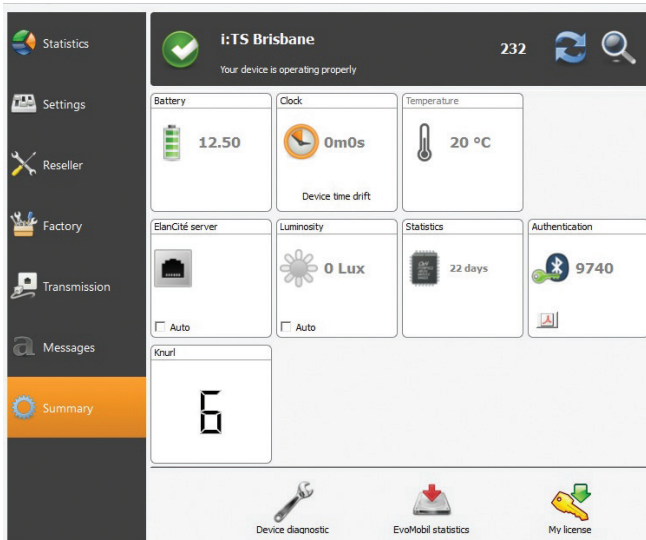 Statistics
Settings
Reseller
Factory
Transmission
Messages
Summary
i:TS Brisbane
Your device is operating properly
232
Battery
12.50
Clock
0m0s
Device time drift
Temperature
20 °C
ElanCité server
Auto
Luminosity
0 Lux
Auto
Statistics
22 days
Authentication
9740
Knurl
6
Device diagnostic
EvoMobil statistics
My license